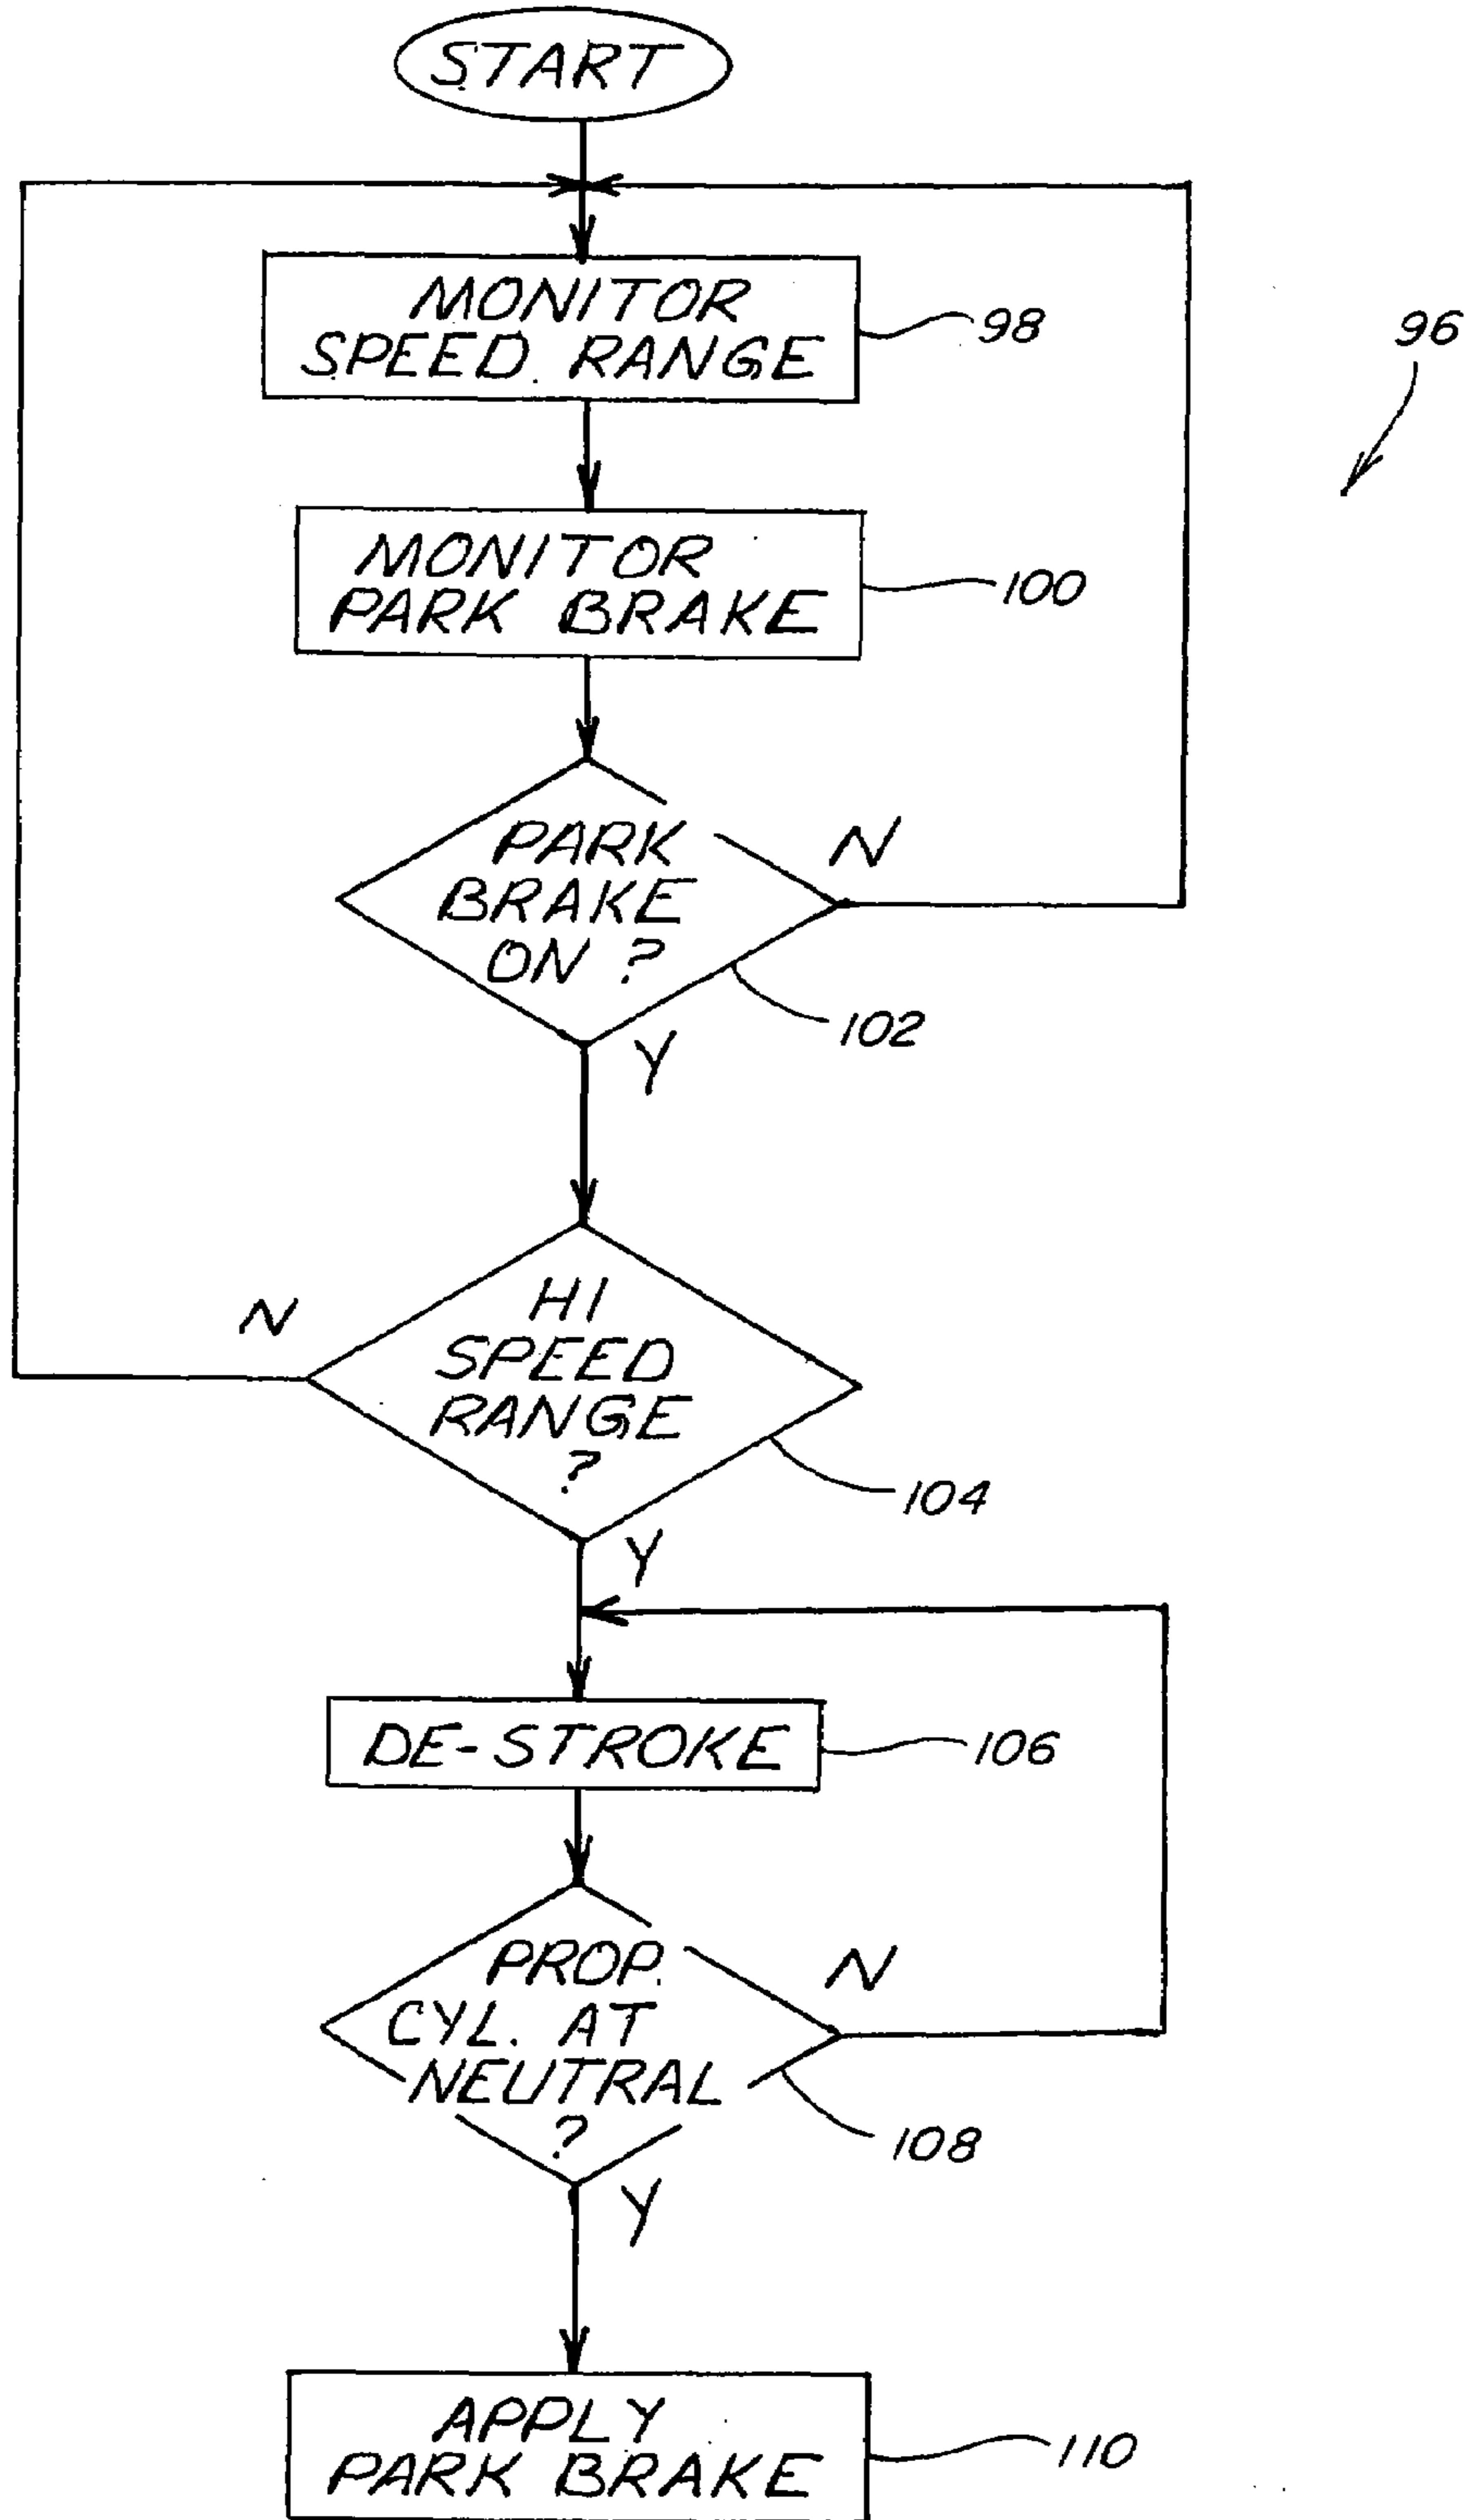 START
MONITOR
SPEED RANGE
98
96
MONITOR
PARK BRAKE
100
PARK
BRAKE
ON ?
N
102
Y
HI
SPEED
RANGE
?
N
104
Y
DE-STROKE
106
PROP.
CYL. AT
NEUTRAL
?
N
108
Y
APPLY
PARK BRAKE
110